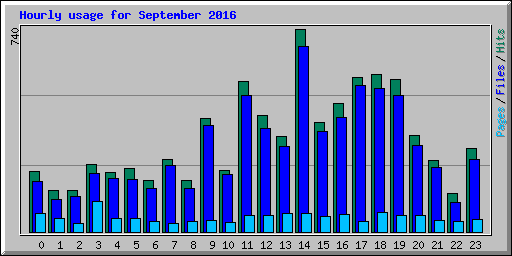 Hourly usage for September 2016
740
Pages/Files/Hits
0 1 2 3 4 5 6 7 8 9 10 11 12 13 14 15 16 17 18 19 20 21 22 23